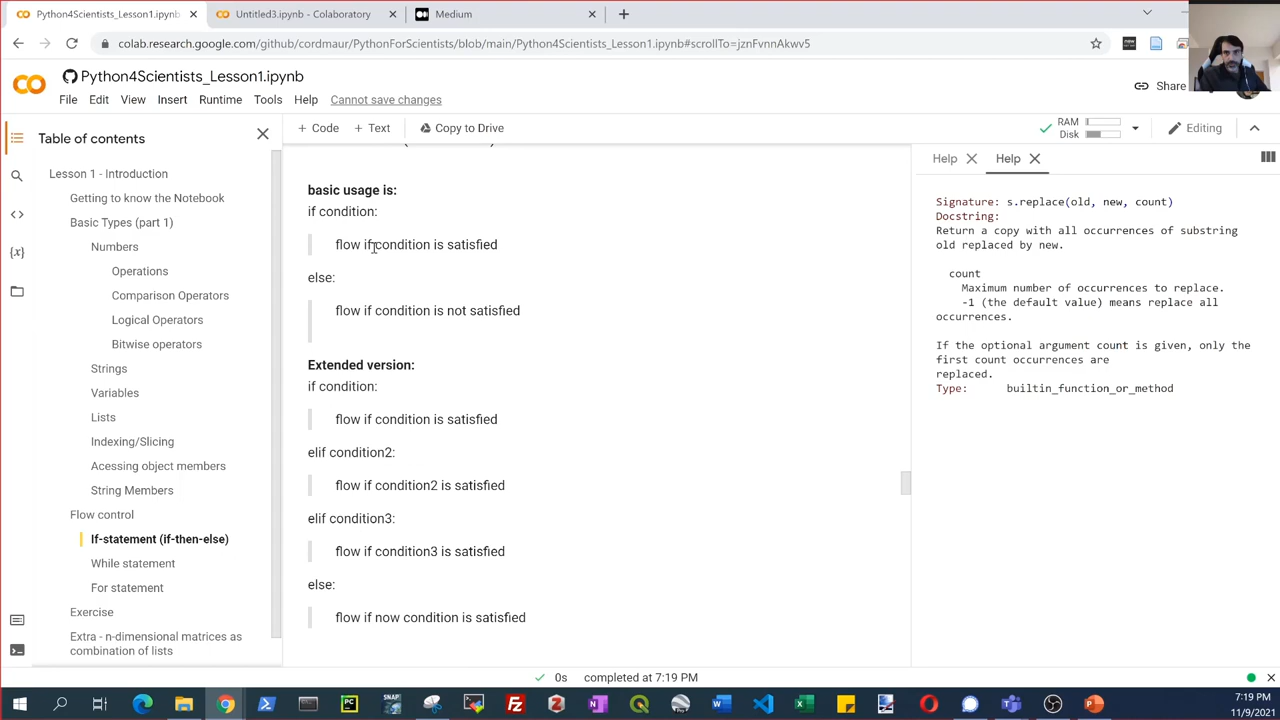 Python4Scientists_Lesson1.ipynb
Untitled3.ipynb - Colaboratory
Medium
colab.research.google.com/github/cordmaur/PythonForScientists/blob/main/Python4Scientists_Lesson1.ipynb#scrollTo=jznFvnnAkwv5
Python4Scientists_Lesson1.ipynb
File Edit View Insert Runtime Tools Help Cannot save changes
Share
Table of contents
+ Code + Text Copy to Drive
RAM
Disk
Editing
Lesson 1 - Introduction
Getting to know the Notebook
Basic Types (part 1)
Numbers
Operations
Comparison Operators
Logical Operators
Bitwise operators
Strings
Variables
Lists
Indexing/Slicing
Acessing object members
String Members
Flow control
If-statement (if-then-else)
While statement
For statement
Exercise
Extra - n-dimensional matrices as
combination of lists
basic usage is:
if condition:
flow if condition is satisfied
else:
flow if condition is not satisfied
Extended version:
if condition:
flow if condition is satisfied
elif condition2:
flow if condition2 is satisfied
elif condition3:
flow if condition3 is satisfied
else:
flow if now condition is satisfied
Help Help
Signature: s.replace(old, new, count)
Docstring:
Return a copy with all occurrences of substring
old replaced by new.
count
Maximum number of occurrences to replace.
-1 (the default value) means replace all
occurrences.
If the optional argument count is given, only the
first count occurrences are
replaced.
Type: builtin_function_or_method
0s completed at 7:19 PM
7:19 PM
11/9/2021